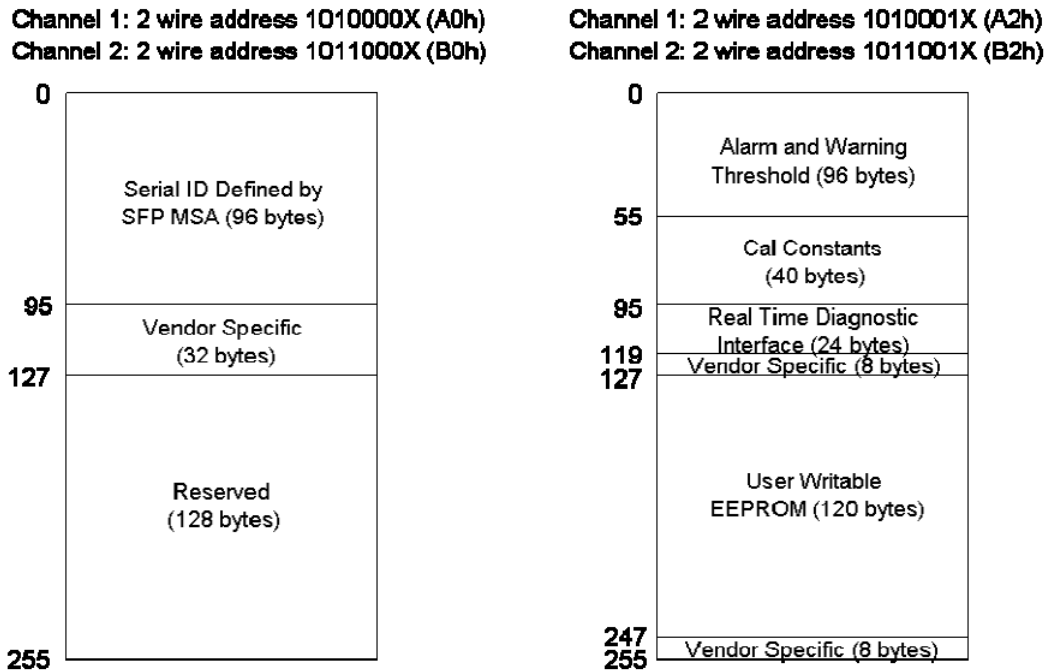 Channel 1: 2 wire address 1010000X (A0h)
Channel 2: 2 wire address 1011000X (B0h)
0
Serial ID Defined by
SFP MSA (96 bytes)
95
Vendor Specific
(32 bytes)
127
Reserved
(128 bytes)
255
Channel 1: 2 wire address 1010001X (A2h)
Channel 2: 2 wire address 1011001X (B2h)
0
Alarm and Warning
Threshold (96 bytes)
55
Cal Constants
(40 bytes)
95
Real Time Diagnostic
Interface (24 bytes)
119
Vendor Specific (8 bytes)
127
User Writable
EEPROM (120 bytes)
247
Vendor Specific (8 bytes)
255